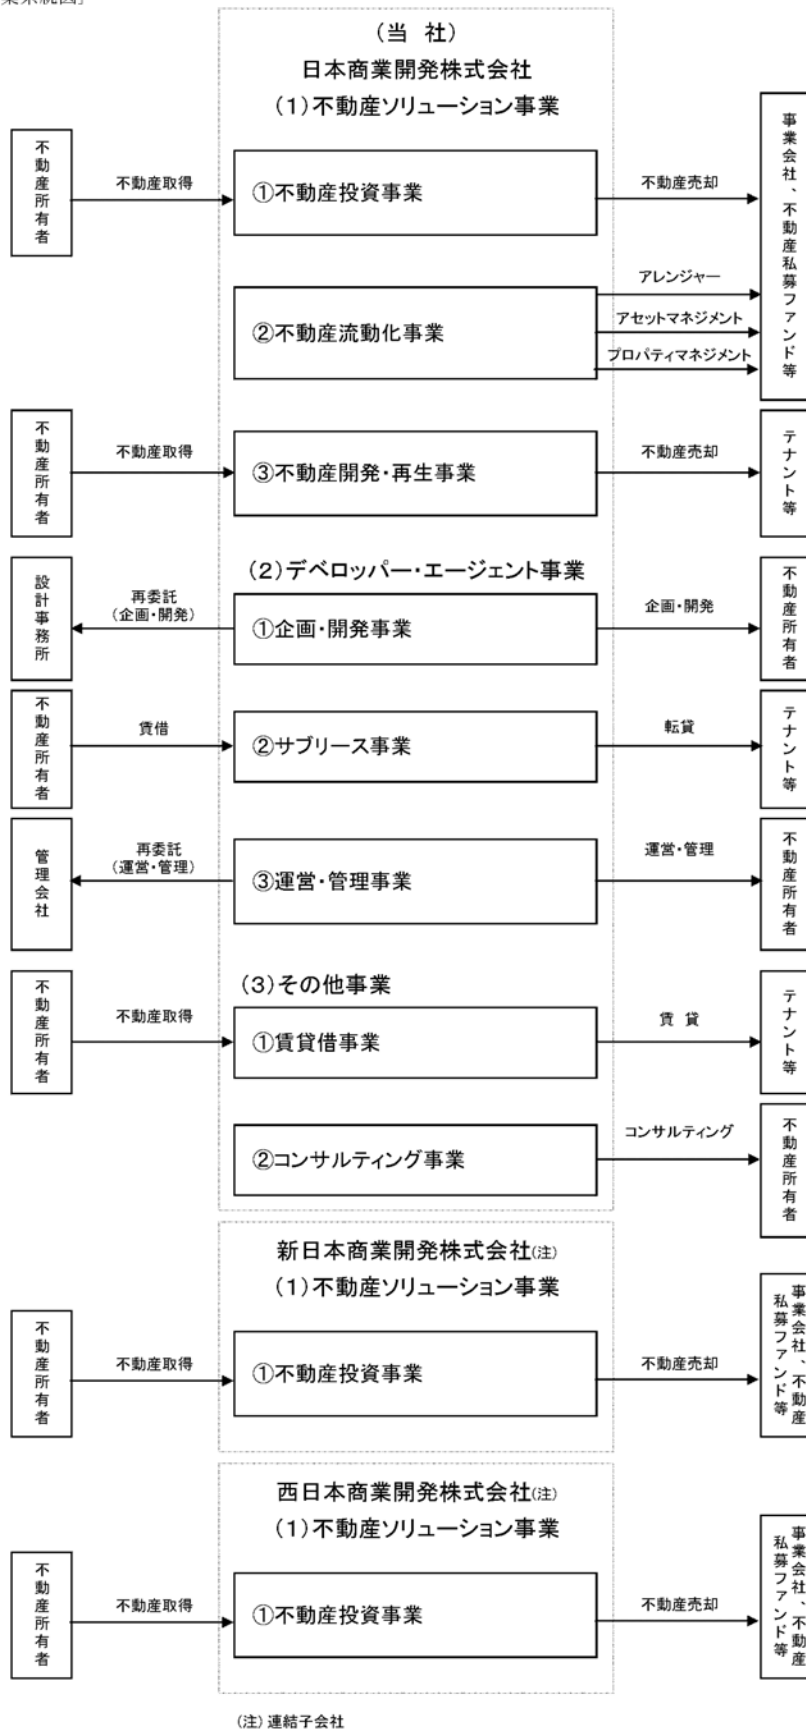 業系統図」
(当 社)
日本商業開発株式会社
(1)不動産ソリューション事業
不動産所有者
不動産取得
①不動産投資事業
不動産売却
事業会社、不動産私募ファンド等
②不動産流動化事業
アレンジャー
アセットマネジメント
プロパティマネジメント
不動産所有者
不動産取得
③不動産開発・再生事業
不動産売却
テナント等
(2)デベロッパー・エージェント事業
設計事務所
再委託
(企画・開発)
①企画・開発事業
企画・開発
不動産所有者
不動産所有者
賃借
②サブリース事業
転貸
テナント等
管理会社
再委託
(運営・管理)
③運営・管理事業
運営・管理
不動産所有者
(3)その他事業
不動産所有者
不動産取得
①賃貸借事業
賃 貸
テナント等
②コンサルティング事業
コンサルティング
不動産所有者
新日本商業開発株式会社(注)
(1)不動産ソリューション事業
不動産所有者
不動産取得
①不動産投資事業
不動産売却
事業会社、不動産
私募ファンド等
西日本商業開発株式会社(注)
(1)不動産ソリューション事業
不動産所有者
不動産取得
①不動産投資事業
不動産売却
事業会社、不動産
私募ファンド等
(注) 連結子会社